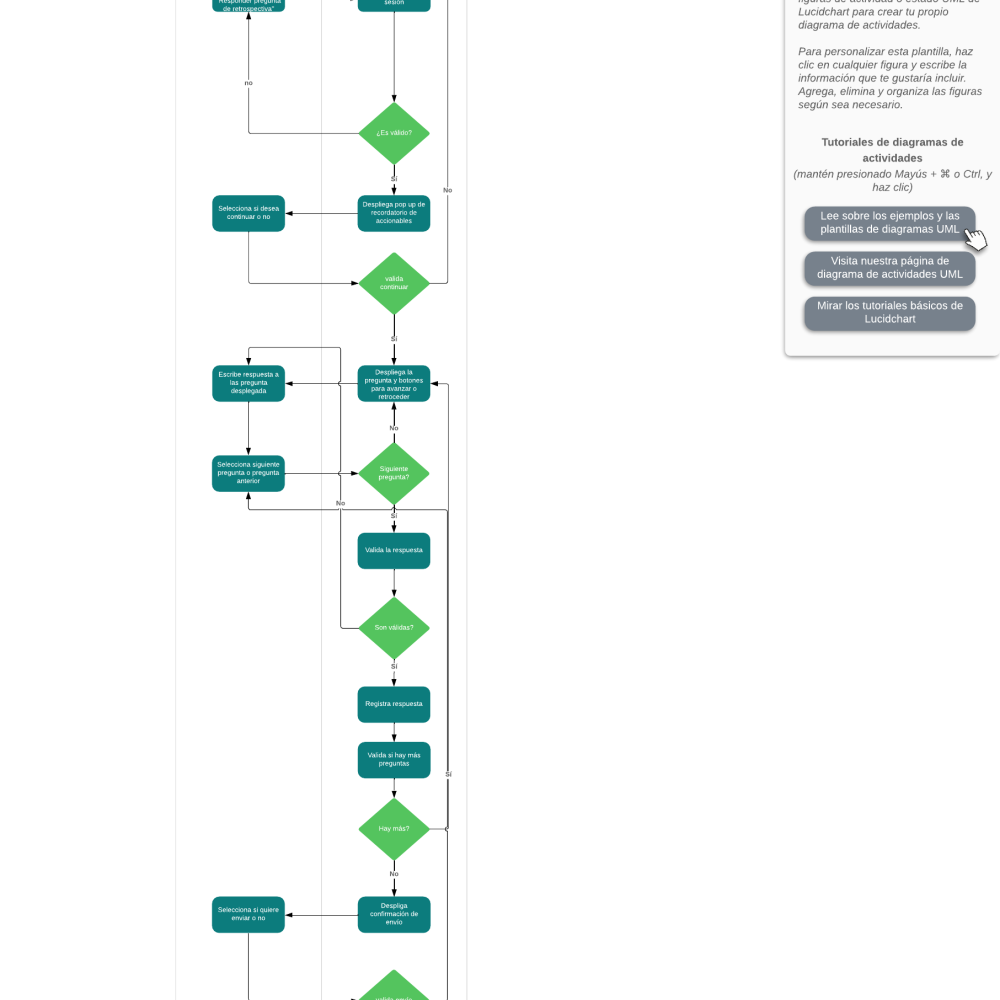 Responder pregunta
de retrospectiva"
sesión
no
¿Es válido?
Sí
No
Selecciona si desea
continuar o no
Despliega pop up de
recordatorio de
accionables
valida
continuar
Sí
Escribe respuesta a
las pregunta
desplegada
Despliega la
pregunta y botones
para avanzar o
retroceder
No
Selecciona siguiente
pregunta o pregunta
anterior
Siguiente
pregunta?
No
Sí
Valida la respuesta
Son válidas?
Sí
Registra respuesta
Valida si hay más
preguntas
Sí
Hay más?
No
Selecciona si quiere
enviar o no
Despliga
confirmación de
envío
valida envío
figuras de actividad o estado UML de
Lucidchart para crear tu propio
diagrama de actividades.
Para personalizar esta plantilla, haz
clic en cualquier figura y escribe la
información que te gustaría incluir.
Agrega, elimina y organiza las figuras
según sea necesario.
Tutoriales de diagramas de
actividades
(mantén presionado Mayús + ⌘ o Ctrl, y
haz clic)
Lee sobre los ejemplos y las
plantillas de diagramas UML
Visita nuestra página de
diagrama de actividades UML
Mirar los tutoriales básicos de
Lucidchart